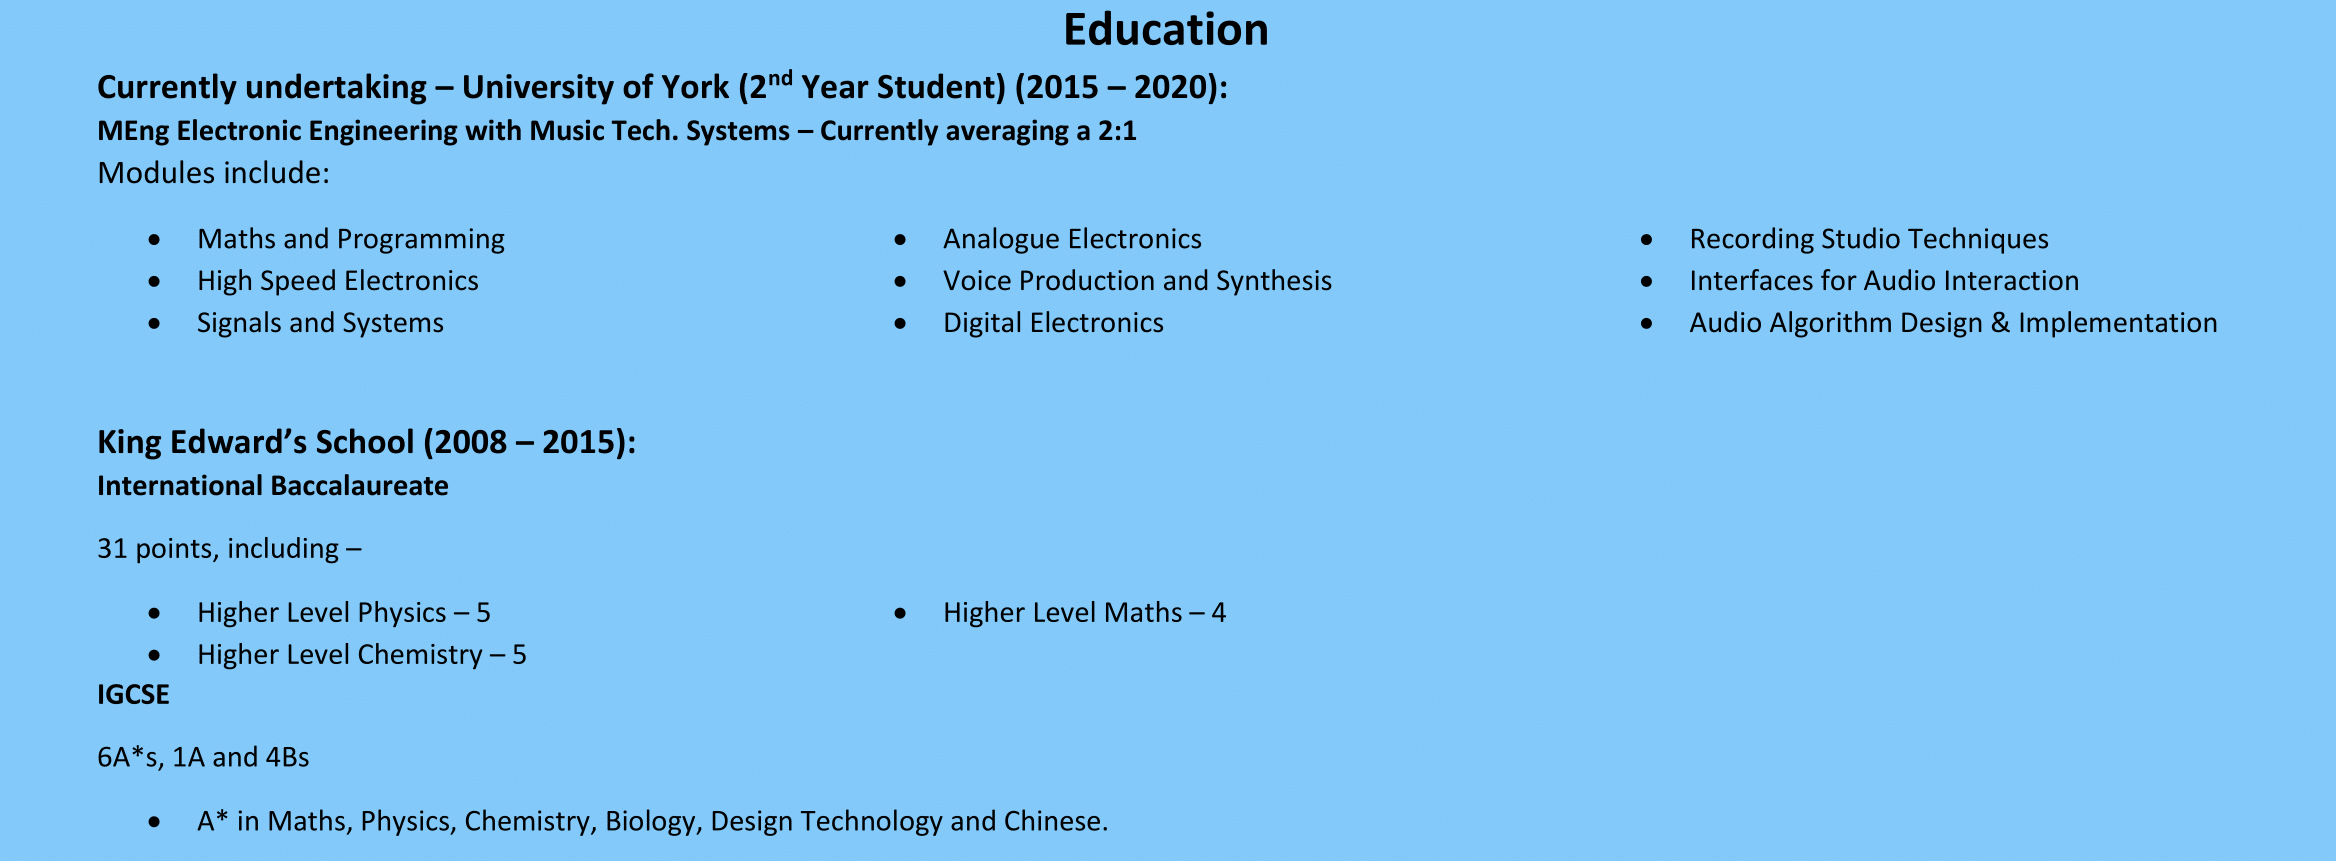 Education
Currently undertaking – University of York (2nd Year Student) (2015 – 2020):
MEng Electronic Engineering with Music Tech. Systems – Currently averaging a 2:1
Modules include:
• Maths and Programming
• High Speed Electronics
• Signals and Systems
• Analogue Electronics
• Voice Production and Synthesis
• Digital Electronics
• Recording Studio Techniques
• Interfaces for Audio Interaction
• Audio Algorithm Design & Implementation
King Edward’s School (2008 – 2015):
International Baccalaureate
31 points, including –
• Higher Level Physics – 5
• Higher Level Chemistry – 5
• Higher Level Maths – 4
IGCSE
6A*s, 1A and 4Bs
• A* in Maths, Physics, Chemistry, Biology, Design Technology and Chinese.